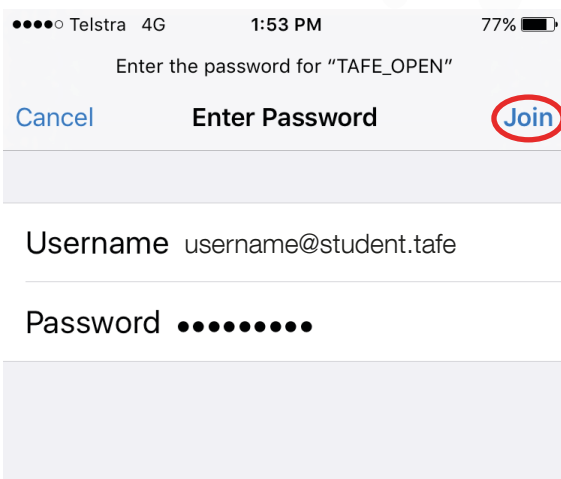 ●●●●○ Telstra 4G 1:53 PM 77%
Enter the password for “TAFE_OPEN”
Cancel Enter Password Join
Username username@student.tafe
Password ●●●●●●●●●